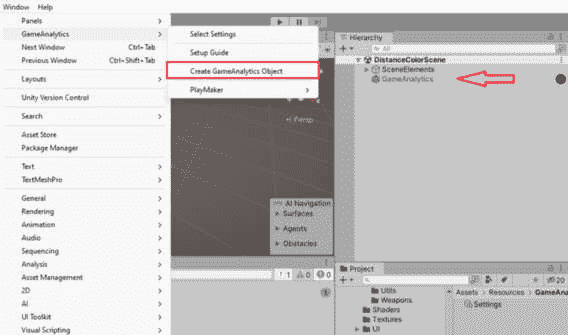 Window Help
Panels
GameAnalytics
Next Window Ctrl+Tab
Previous Window Ctrl+Shift+Tab
Layouts
Unity Version Control
Search
Asset Store
Package Manager
Text
TextMeshPro
General
Rendering
Animation
Audio
Sequencing
Analysis
Asset Management
2D
AI
UI Toolkit
Visual Scripting
Select Settings
Setup Guide
Create GameAnalytics Object
PlayMaker
Persp
AI Navigation
Surfaces
Agents
Obstacles
1 0 0
Hierarchy
All
DistanceColorScene
SceneElements
GameAnalytics
Project
20
Utils
Weapons
Shaders
Textures
UI
Assets > Resources > GameAna
Settings